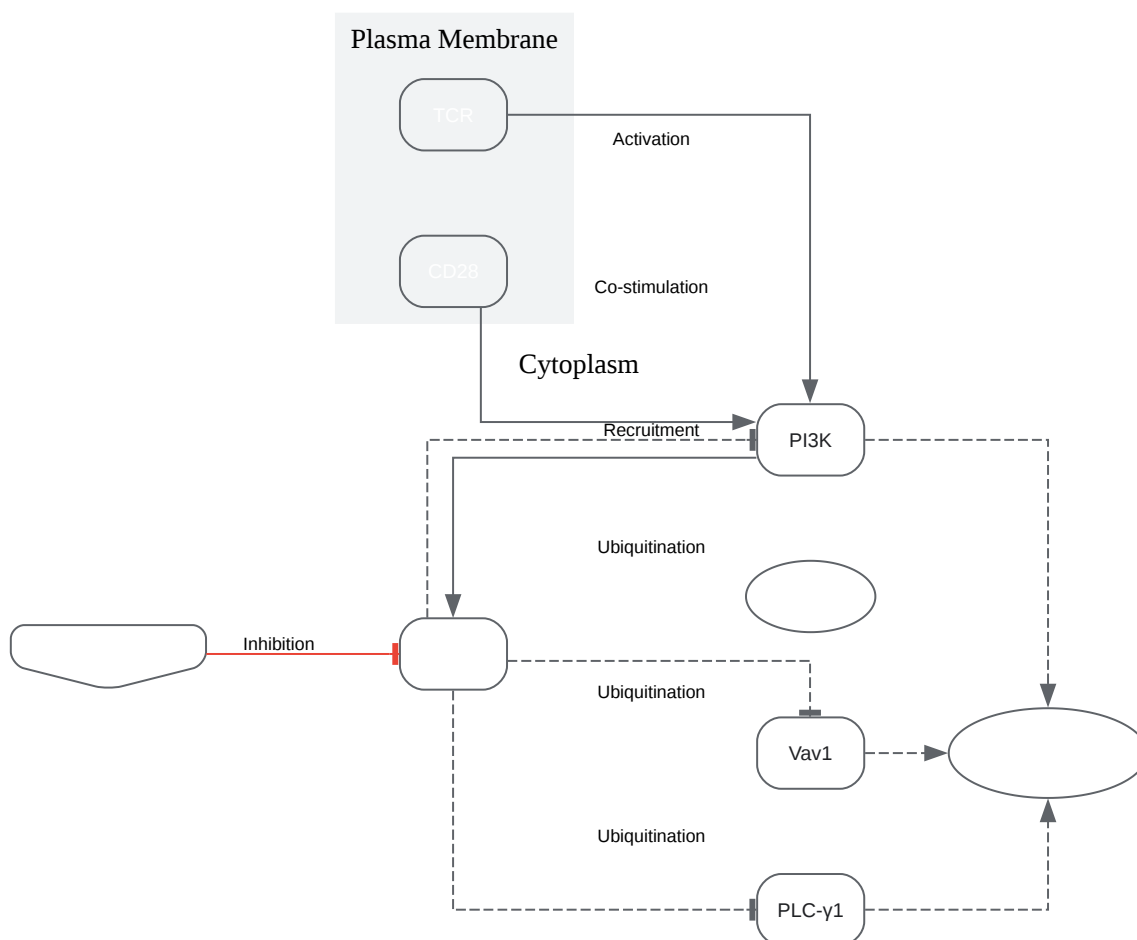 Plasma Membrane
TCR
Activation
CD28
Co-stimulation
Cytoplasm
Recruitment
PI3K
Ubiquitination
Inhibition
Ubiquitination
Vav1
Ubiquitination
PLC-γ1